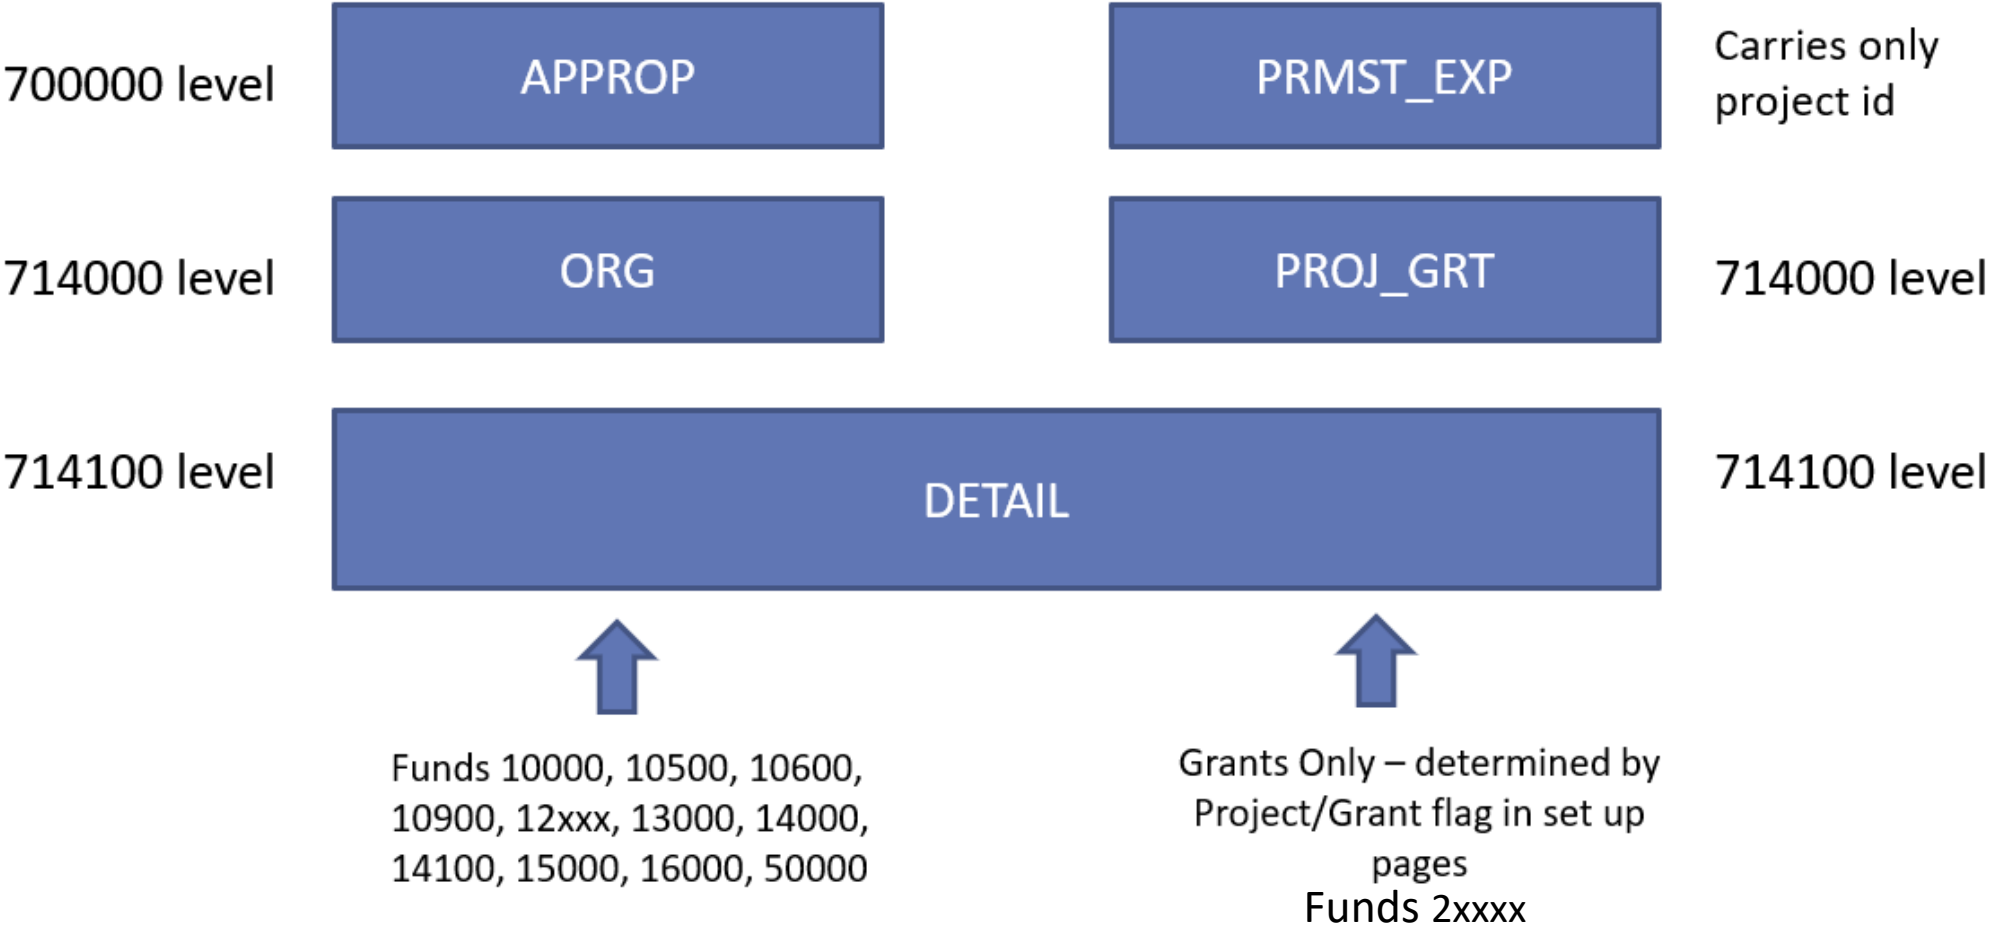 700000 level
APPROP
PRMST_EXP
Carries only
project id
714000 level
ORG
PROJ_GRT
714000 level
714100 level
DETAIL
714100 level
Funds 10000, 10500, 10600,
10900, 12xxx, 13000, 14000,
14100, 15000, 16000, 50000
Grants Only – determined by
Project/Grant flag in set up
pages
Funds 2xxxx